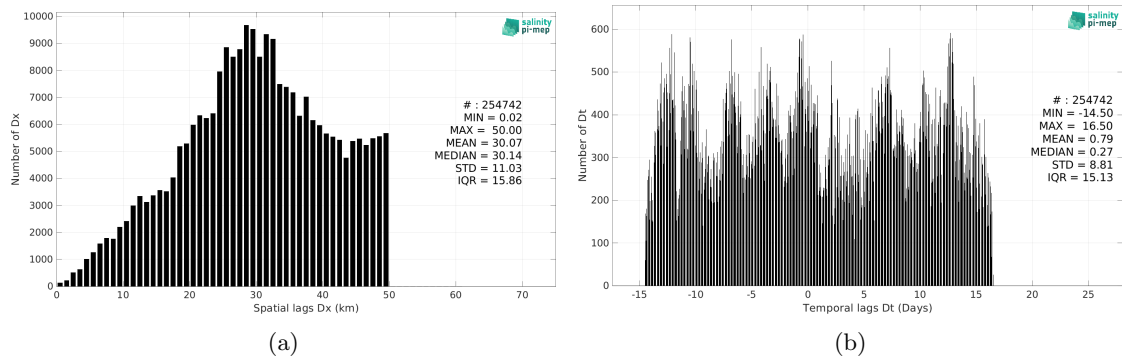 10000
9000
8000
7000
6000
5000
4000
3000
2000
1000
0
Number of Dx
salinity
pi-mep
# : 254742
MIN = 0.02
MAX = 50.00
MEAN = 30.07
MEDIAN = 30.14
STD = 11.03
IQR = 15.86
0 10 20 30 40 50 60 70
Spatial lags Dx (km)
(a)
600
500
400
300
200
100
0
Number of Dt
salinity
pi-mep
# : 254742
MIN = -14.50
MAX = 16.50
MEAN = 0.79
MEDIAN = 0.27
STD = 8.81
IQR = 15.13
-15 -10 -5 0 5 10 15 20 25
Temporal lags Dt (Days)
(b)